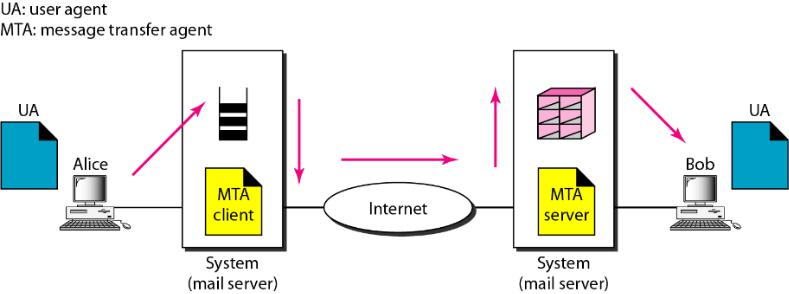 UA: user agent
MTA: message transfer agent
UA
Alice
MTA
client
System
(mail server)
Internet
MTA
server
System
(mail server)
UA
Bob